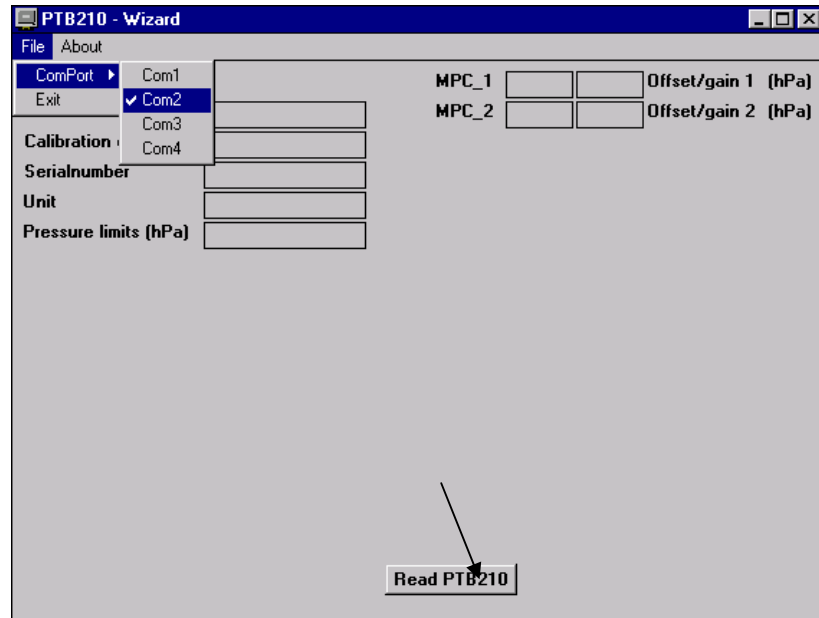 PTB210 - Wizard
File About
ComPort Com1
Exit Com2
Com3
Com4
MPC_1 Offset/gain 1 (hPa)
MPC_2 Offset/gain 2 (hPa)
Calibration
Serialnumber
Unit
Pressure limits (hPa)
Read PTB210